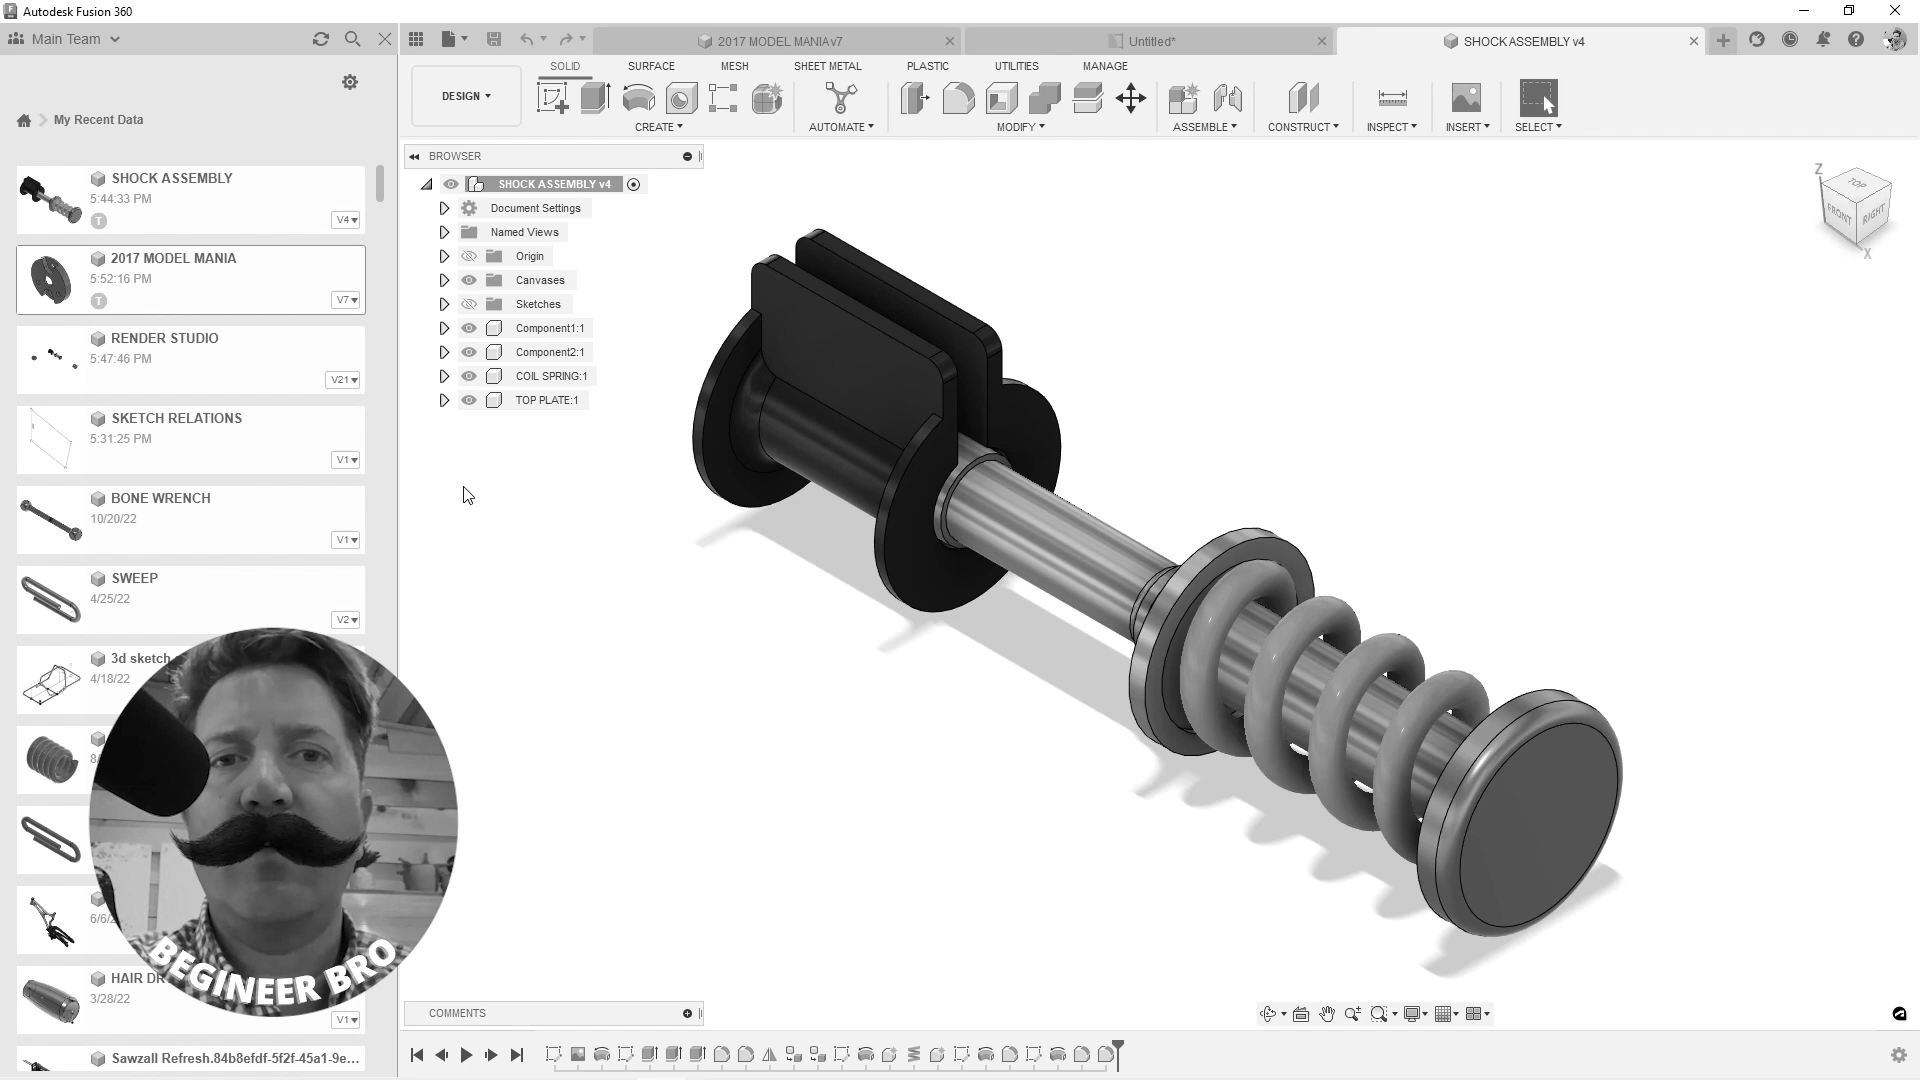 Autodesk Fusion 360
Main Team
2017 MODEL MANIA v7
Untitled*
SHOCK ASSEMBLY v4
SOLID
SURFACE
MESH
SHEET METAL
PLASTIC
UTILITIES
MANAGE
DESIGN
CREATE
AUTOMATE
MODIFY
ASSEMBLE
CONSTRUCT
INSPECT
INSERT
SELECT
My Recent Data
SHOCK ASSEMBLY
5:44:33 PM
T
V4
2017 MODEL MANIA
5:52:16 PM
T
V7
RENDER STUDIO
5:47:46 PM
V21
SKETCH RELATIONS
5:31:25 PM
V1
BONE WRENCH
10/20/22
V1
SWEEP
4/25/22
V2
3d sketch
4/18/22
HAIR DR
3/28/22
V1
Sawzall Refresh.84b8efdf-5f2f-45a1-9e...
BEGINEER BRO
BROWSER
SHOCK ASSEMBLY v4
Document Settings
Named Views
Origin
Canvases
Sketches
Component1:1
Component2:1
COIL SPRING:1
TOP PLATE:1
Z
TOP
FRONT
RIGHT
X
COMMENTS